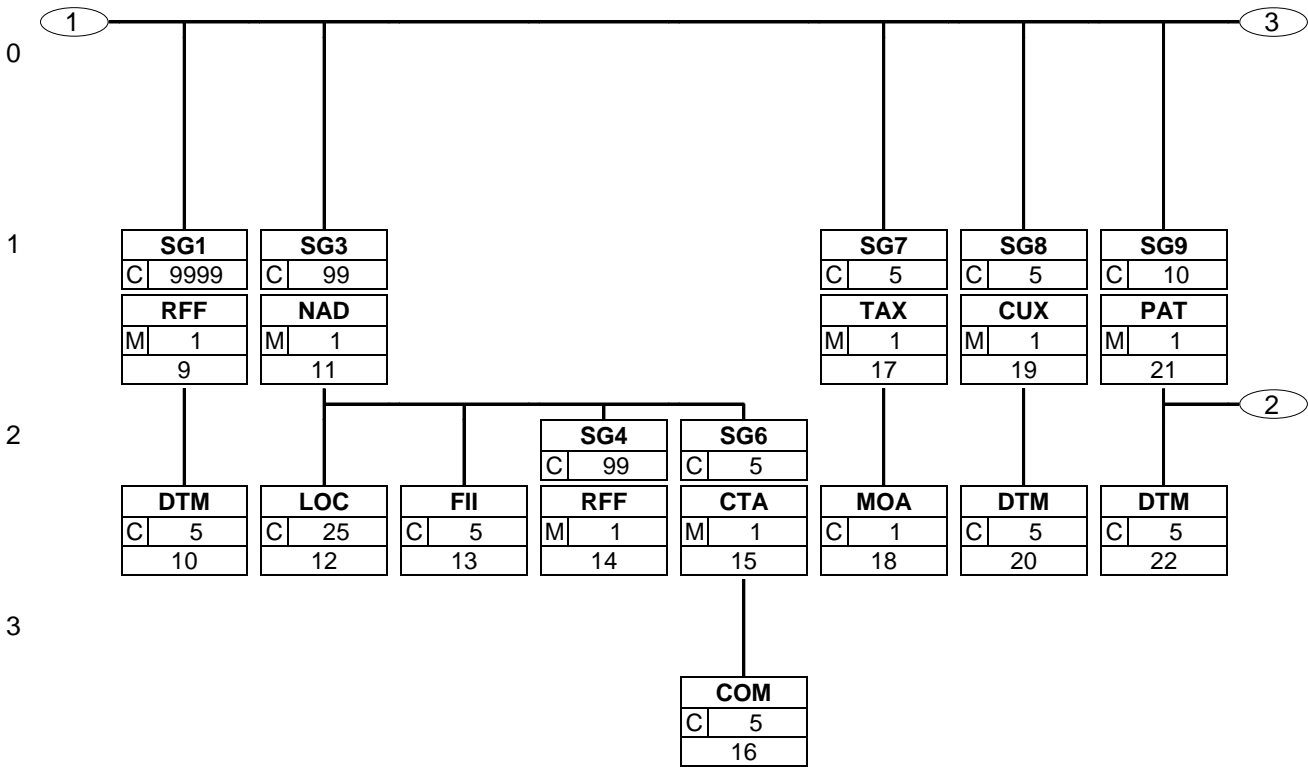 1 3
0
1
SG1 SG3 SG7 SG8 SG9
C 9999 C 99 C 5 C 5 C 10
RFF NAD TAX CUX PAT
M 1 M 1 M 1 M 1 M 1
9 11 17 19 21
2
2
SG4 SG6
C 99 C 5
DTM LOC FII RFF CTA MOA DTM DTM
C 5 C 25 C 5 M 1 M 1 C 1 C 5 C 5
10 12 13 14 15 18 20 22
3
COM
C 5
16